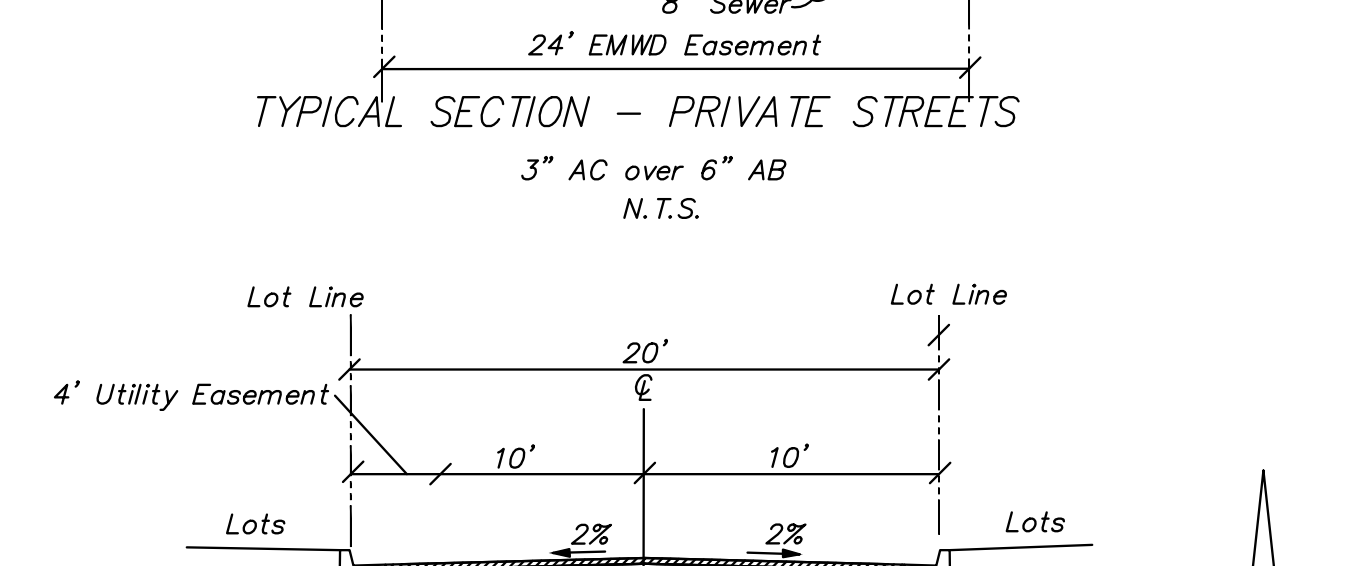 8" Sewer
24' EMWD Easement
TYPICAL SECTION – PRIVATE STREETS
3" AC over 6" AB
N.T.S.
Lot Line
Lot Line
20'
℄
4' Utility Easement
10'
10'
Lots
2%
2%
Lots